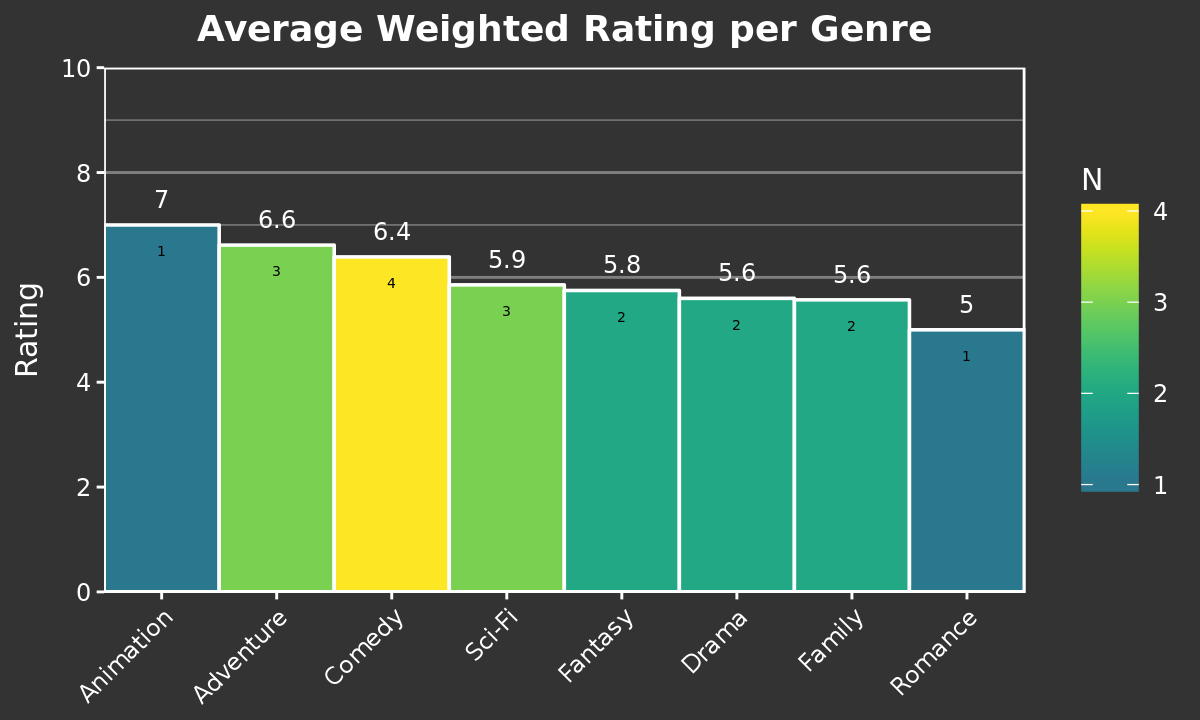 Average Weighted Rating per Genre
Rating
10
8
6
4
2
0
7
6.6
6.4
5.9
5.8
5.6
5.6
5
1
3
4
3
2
2
2
1
Animation
Adventure
Comedy
Sci-Fi
Fantasy
Drama
Family
Romance
N
4
3
2
1